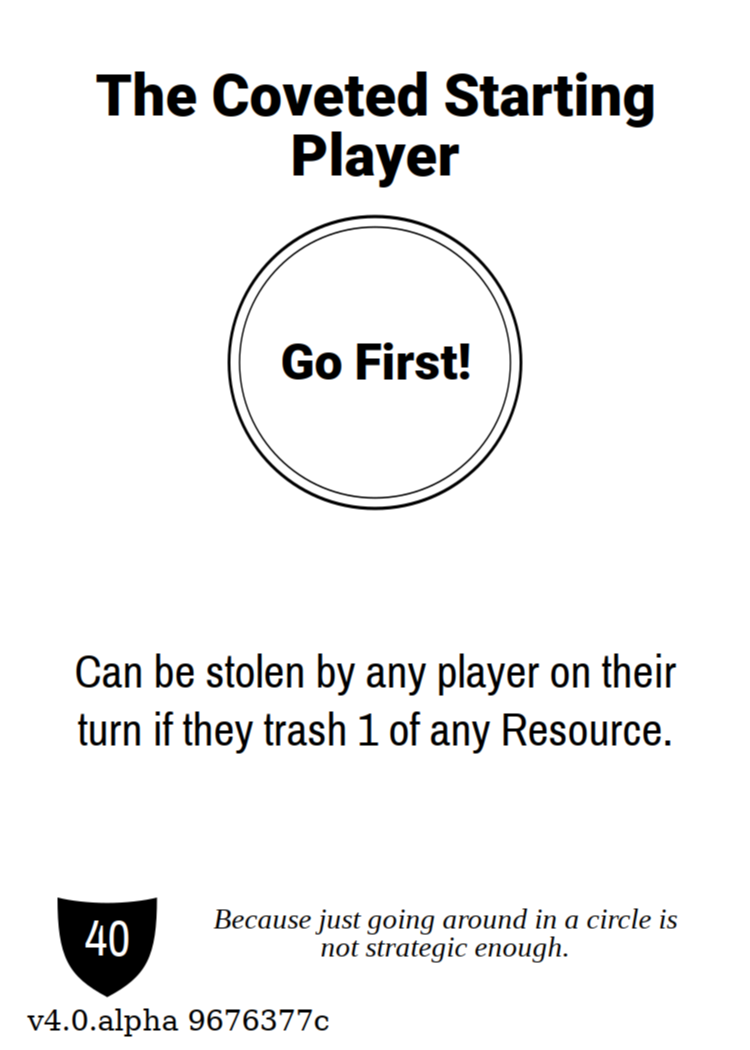 The Coveted Starting
Player
Go First!
Can be stolen by any player on their
turn if they trash 1 of any Resource.
40
Because just going around in a circle is
not strategic enough.
v4.0.alpha 9676377c